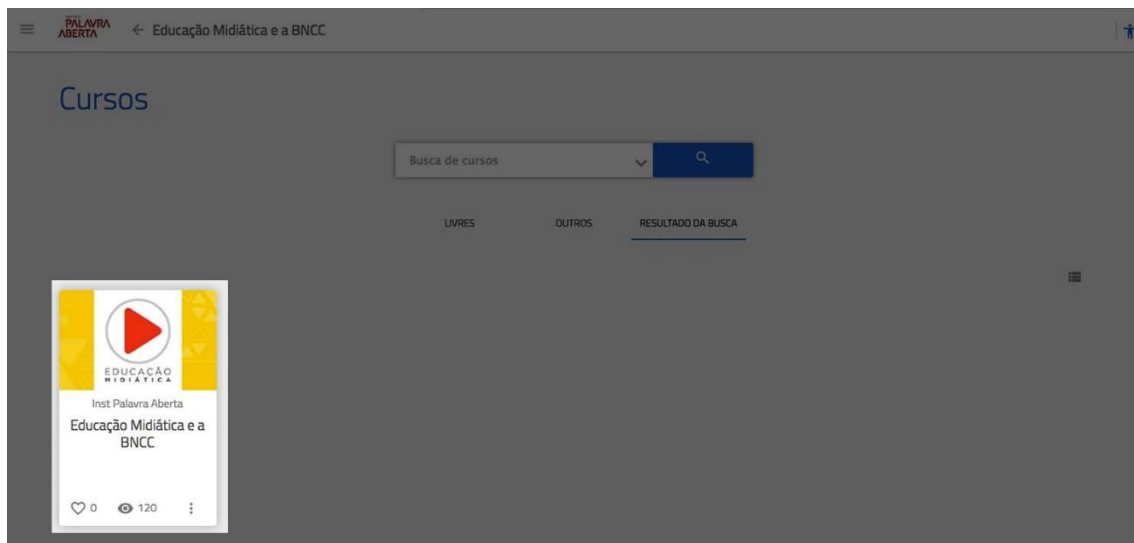 PALAVRA
ABERTA
Educação Midiática e a BNCC
Cursos
Busca de cursos
LIVRES OUTROS RESULTADO DA BUSCA
EDUCAÇÃO
MIDIÁTICA
Inst Palavra Aberta
Educação Midiática e a
BNCC
0 120